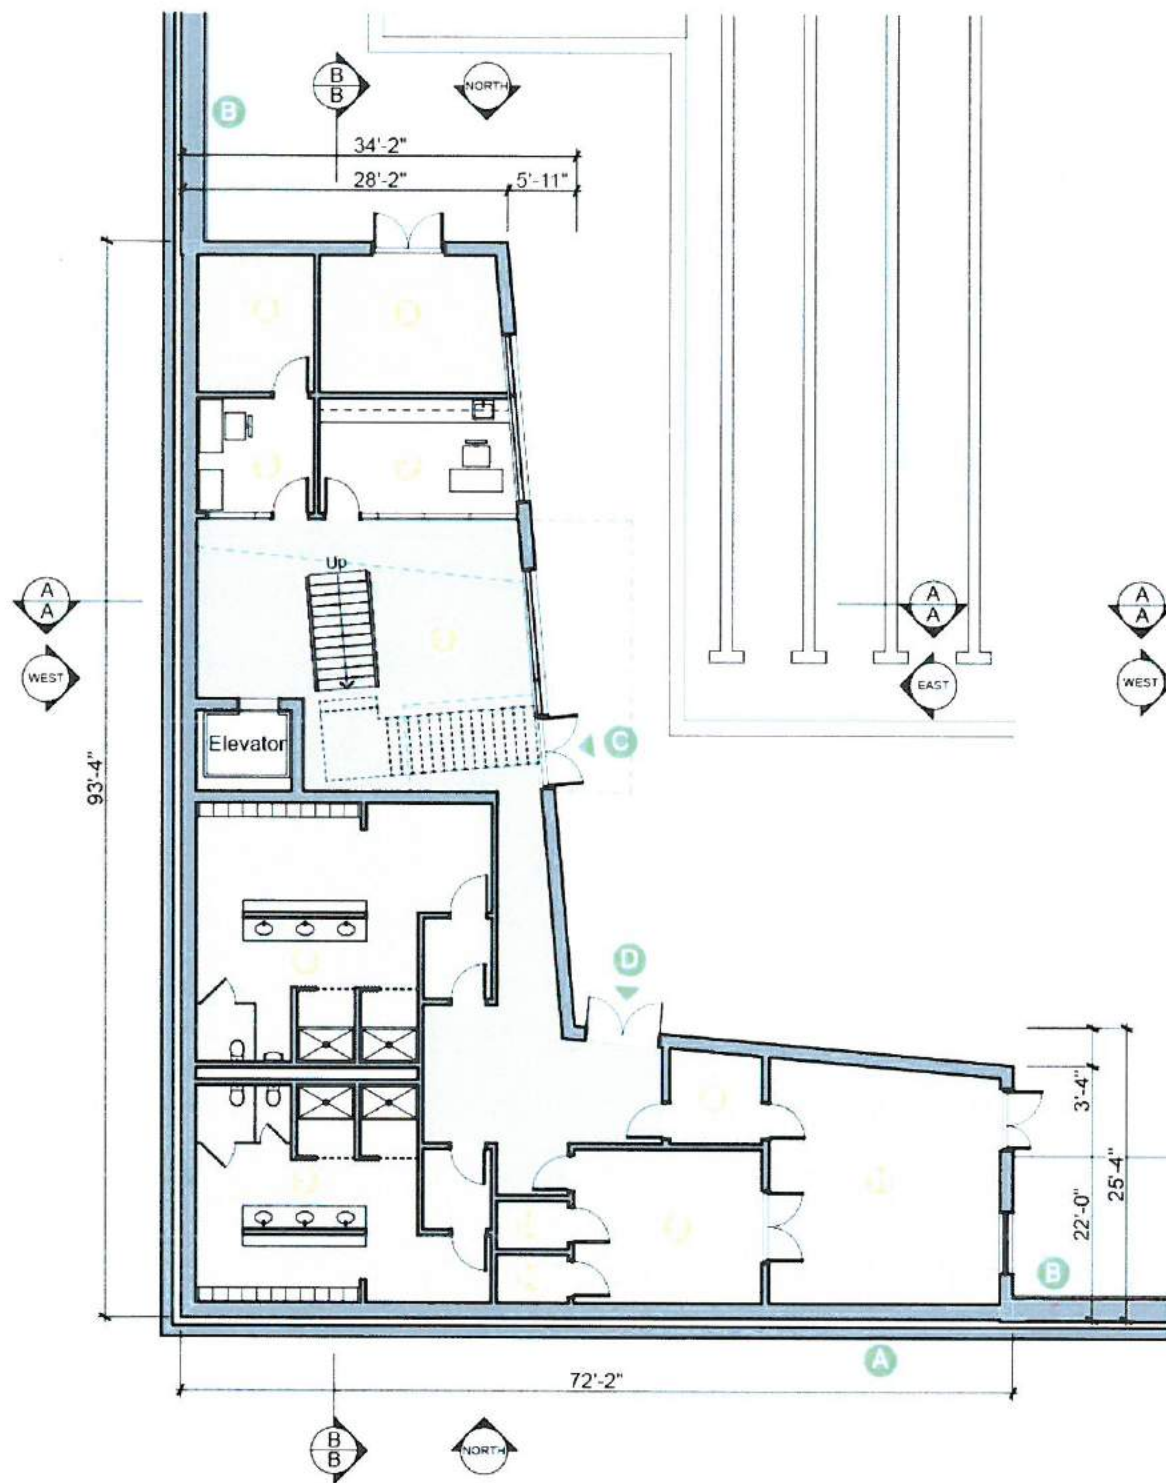 B
B
NORTH
B
34'-2"
28'-2"
5'-11"
Up
A
A
A
A
A
A
WEST
EAST
WEST
Elevator
C
93'-4"
D
3'-4"
25'-4"
22'-0"
B
A
72'-2"
B
B
NORTH